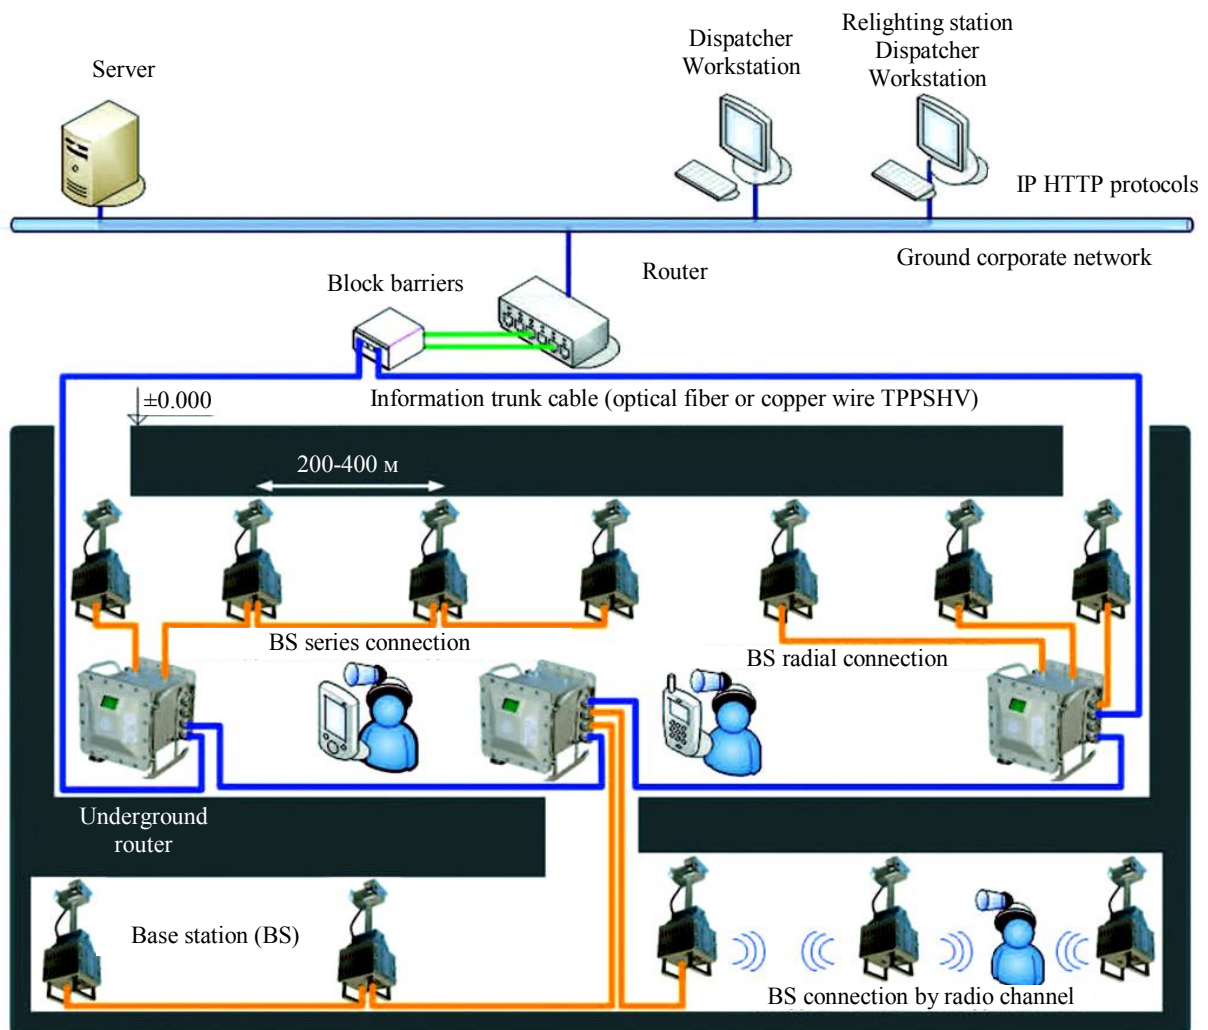 Server
Dispatcher
Workstation
Relighting station
Dispatcher
Workstation
IP HTTP protocols
Ground corporate network
Router
Block barriers
Information trunk cable (optical fiber or copper wire TPPSHV)
±0.000
200-400 м
BS series connection
BS radial connection
Underground
router
Base station (BS)
BS connection by radio channel